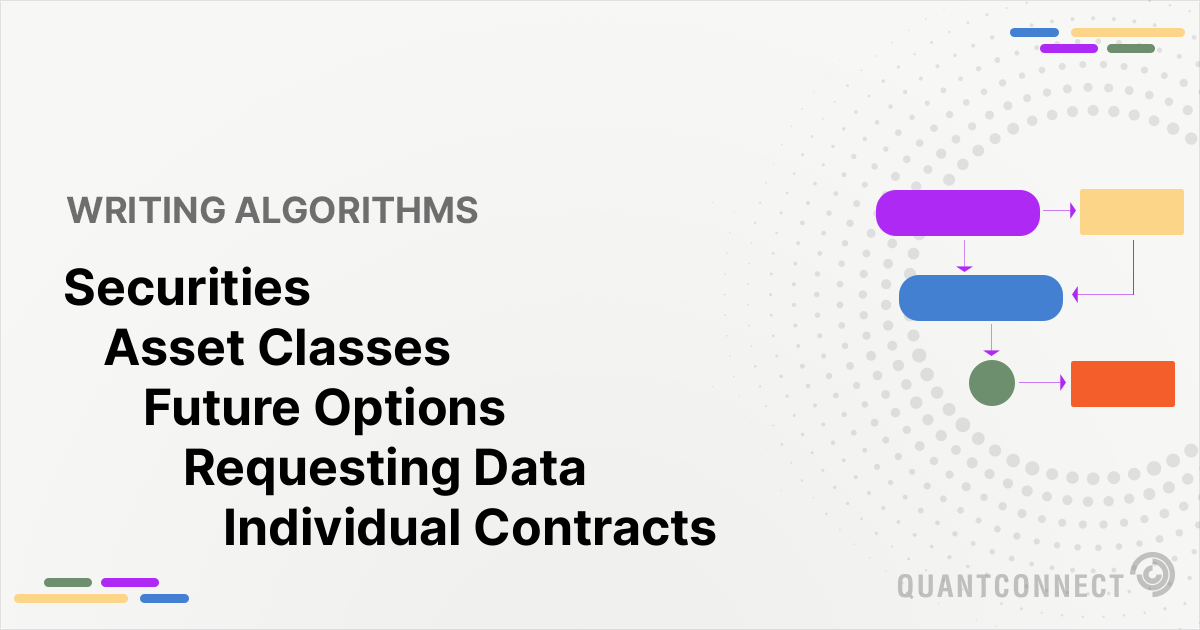 WRITING ALGORITHMS
Securities
Asset Classes
Future Options
Requesting Data
Individual Contracts
QUANTCONNECT